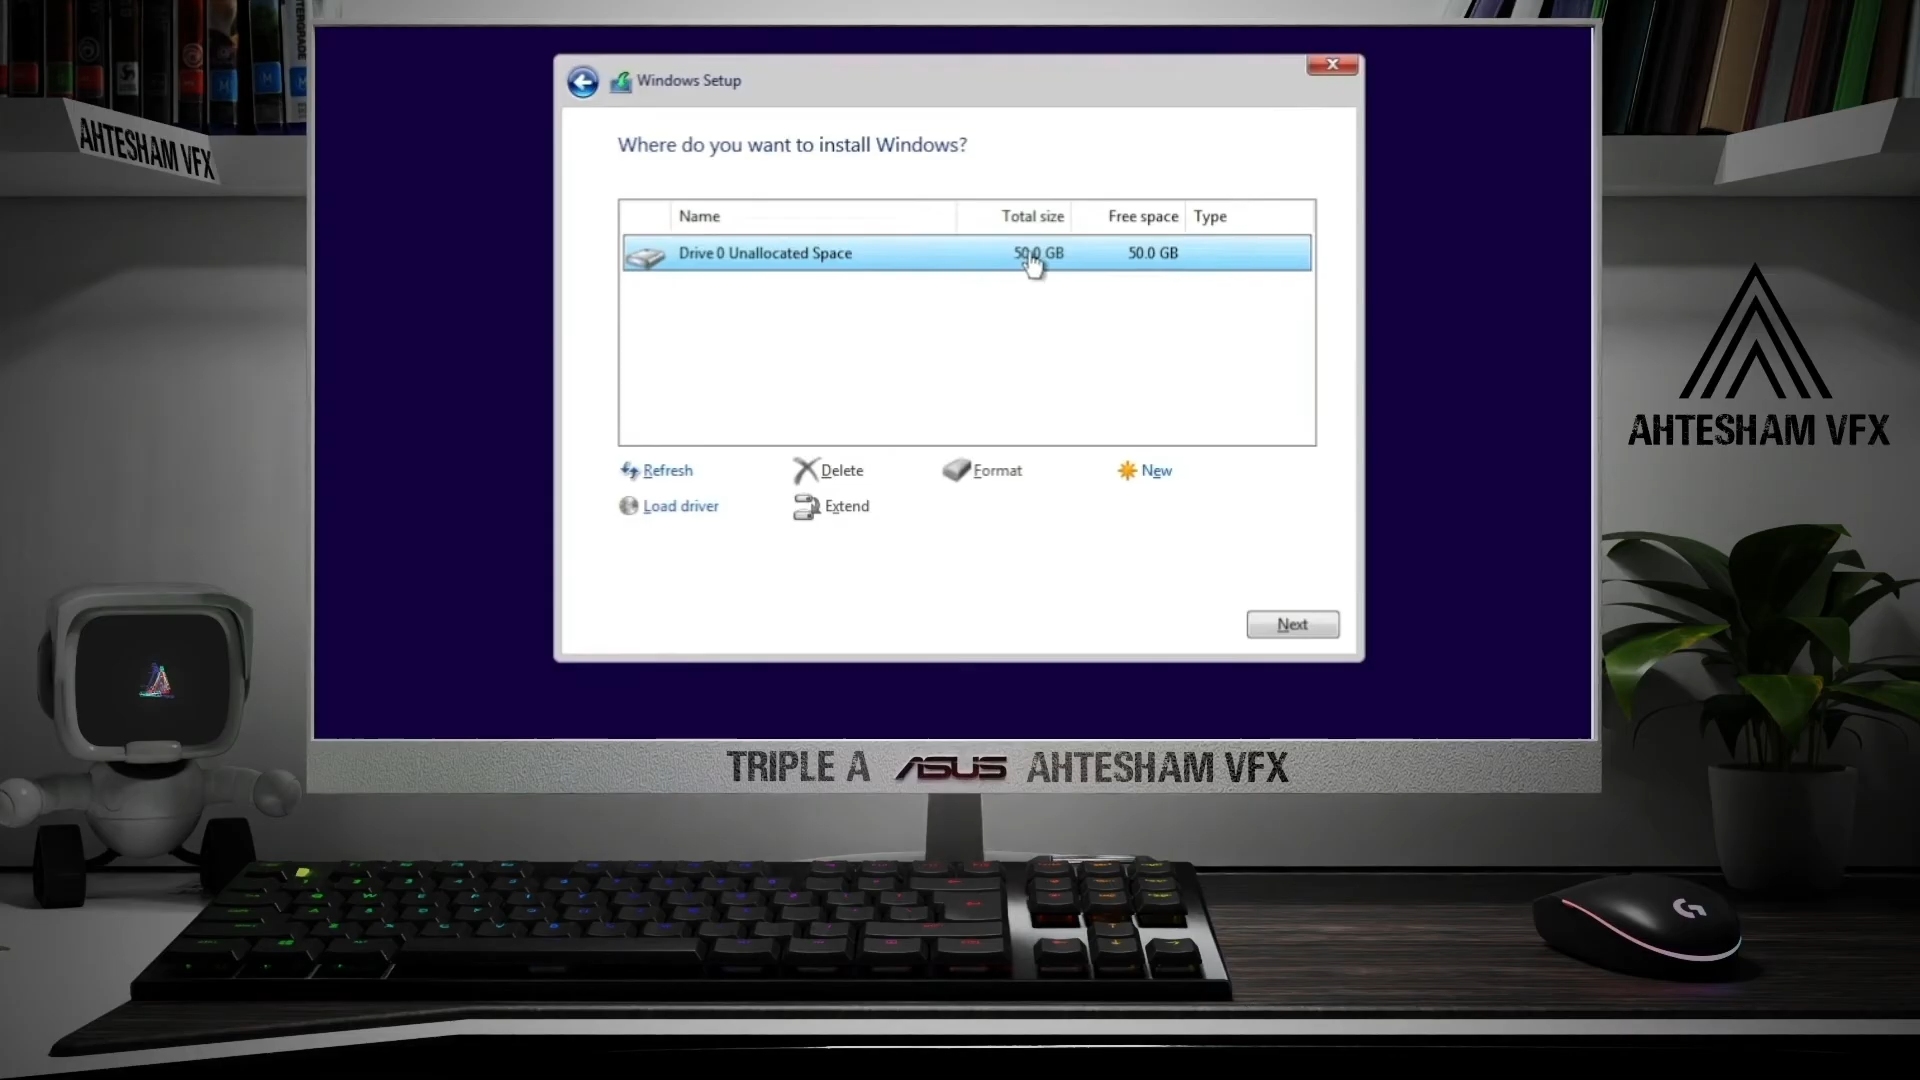 AHTESHAM VFX
Windows Setup
Where do you want to install Windows?
Name Total size Free space Type
Drive 0 Unallocated Space 50.0 GB 50.0 GB
Refresh Delete Format New
Load driver Extend
Next
AHTESHAM VFX
TRIPLE A ASUS AHTESHAM VFX